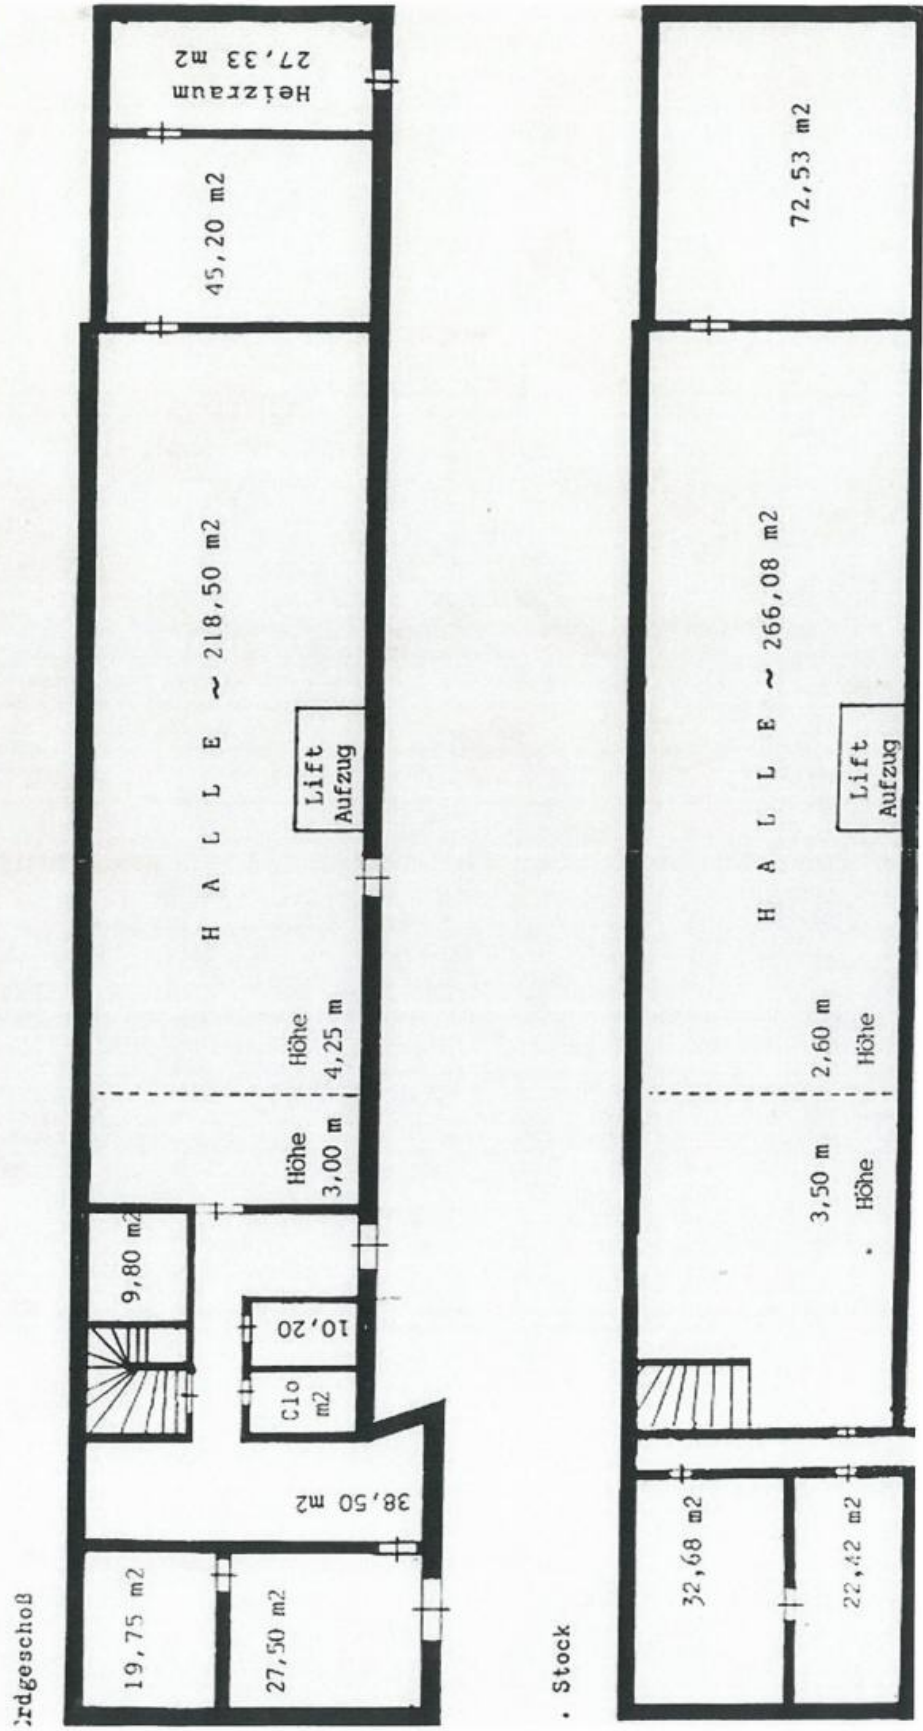 :rdgeschoß
Heizraum
27,33 m2
45,20 m2
H A L L E ~ 218,50 m2
Lift
Aufzug
Höhe
4,25 m
Höhe
3,00 m
9,80 m2
10,20
Clo
m2
38,50 m2
19,75 m2
27,50 m2
. Stock
72,53 m2
H A L L E ~ 266,08 m2
Lift
Aufzug
2,60 m
Höhe
3,50 m
Höhe
32,68 m2
22,42 m2